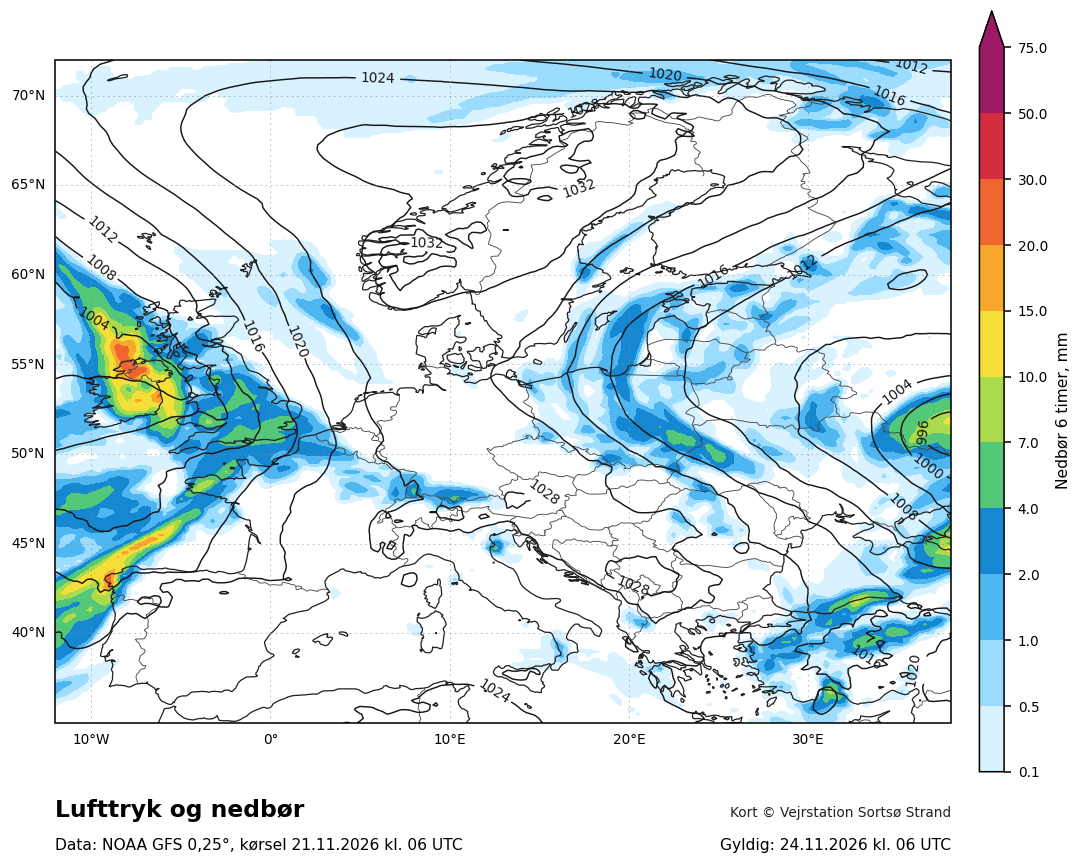 75.0
50.0
30.0
20.0
15.0
10.0
7.0
4.0
2.0
1.0
0.5
0.1
Nedbør 6 timer, mm
70°N
65°N
60°N
55°N
50°N
45°N
40°N
10°W
0°
10°E
20°E
30°E
1024
1020
1012
1016
1028
1032
1032
1012
1008
1004
1016
1020
1016
1012
1004
996
1000
1008
1028
1028
1016
1020
1024
Lufttryk og nedbør
Kort © Vejrstation Sortsø Strand
Data: NOAA GFS 0,25°, kørsel 21.11.2026 kl. 06 UTC
Gyldig: 24.11.2026 kl. 06 UTC